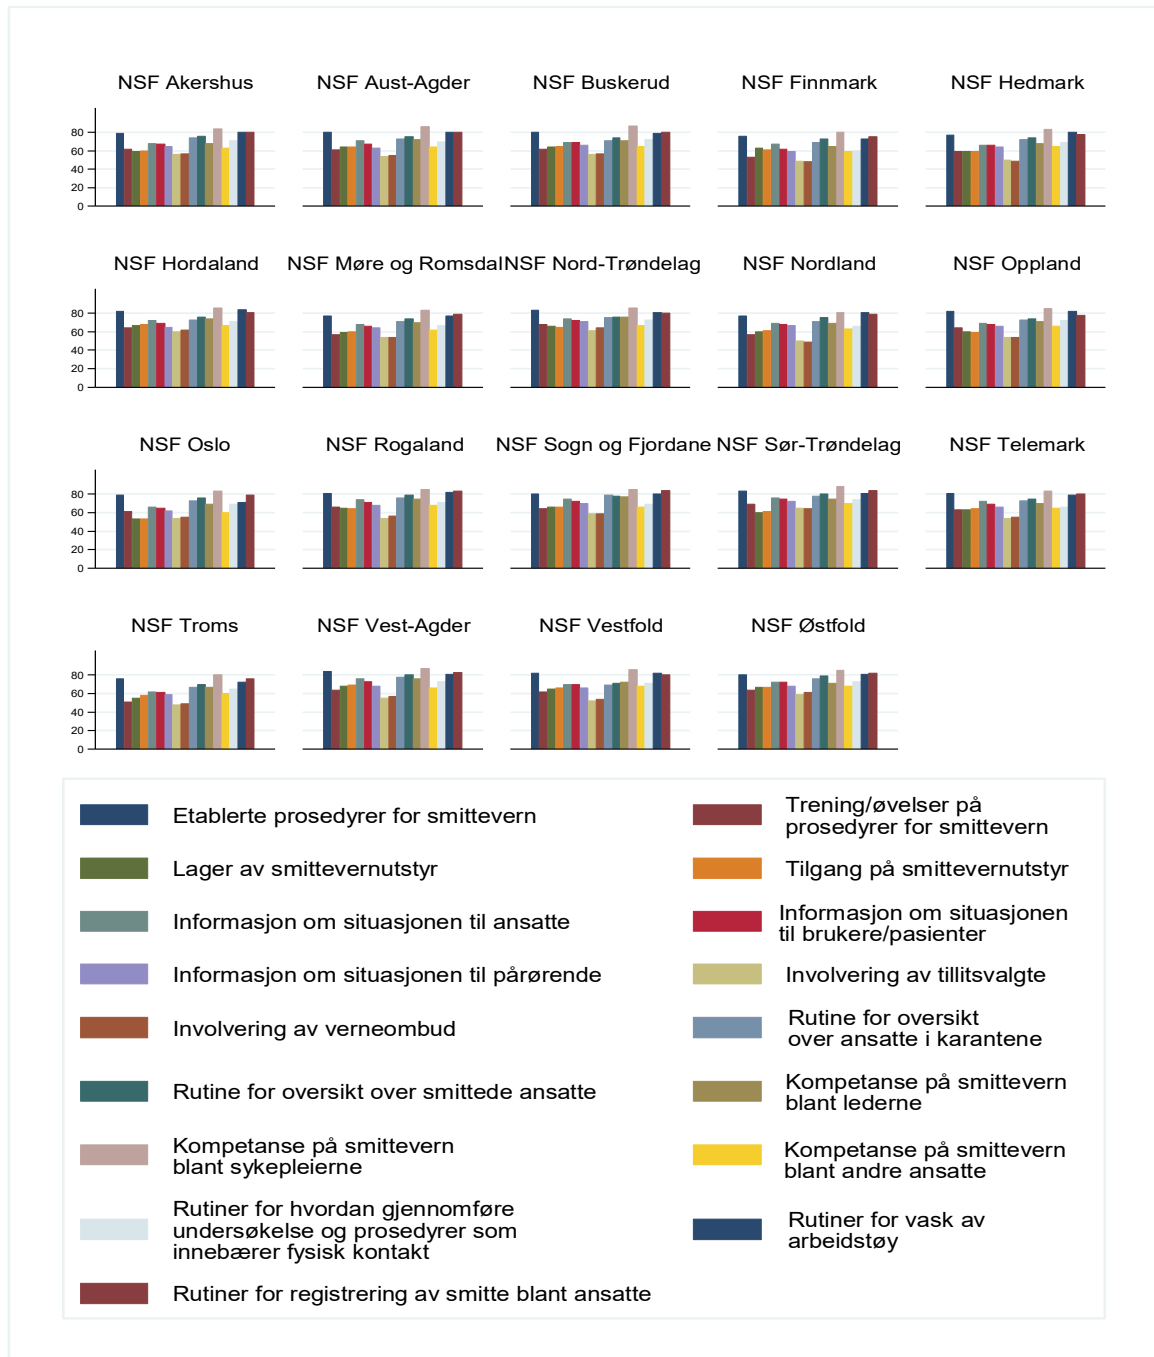 NSF Akershus NSF Aust-Agder NSF Buskerud NSF Finnmark NSF Hedmark
80
60
40
20
0
NSF Hordaland NSF Møre og Romsdal NSF Nord-Trøndelag NSF Nordland NSF Oppland
80
60
40
20
0
NSF Oslo NSF Rogaland NSF Sogn og Fjordane NSF Sør-Trøndelag NSF Telemark
80
60
40
20
0
NSF Troms NSF Vest-Agder NSF Vestfold NSF Østfold
80
60
40
20
0
Etablerte prosedyrer for smittevern
Trening/øvelser på
prosedyrer for smittevern
Lager av smittevernutstyr
Tilgang på smittevernutstyr
Informasjon om situasjonen til ansatte
Informasjon om situasjonen
til brukere/pasienter
Informasjon om situasjonen til pårørende
Involvering av tillitsvalgte
Involvering av verneombud
Rutine for oversikt
over ansatte i karantene
Rutine for oversikt over smittede ansatte
Kompetanse på smittevern
blant lederne
Kompetanse på smittevern
blant sykepleierne
Kompetanse på smittevern
blant andre ansatte
Rutiner for hvordan gjennomføre
undersøkelse og prosedyrer som
innebærer fysisk kontakt
Rutiner for vask av
arbeidstøy
Rutiner for registrering av smitte blant ansatte